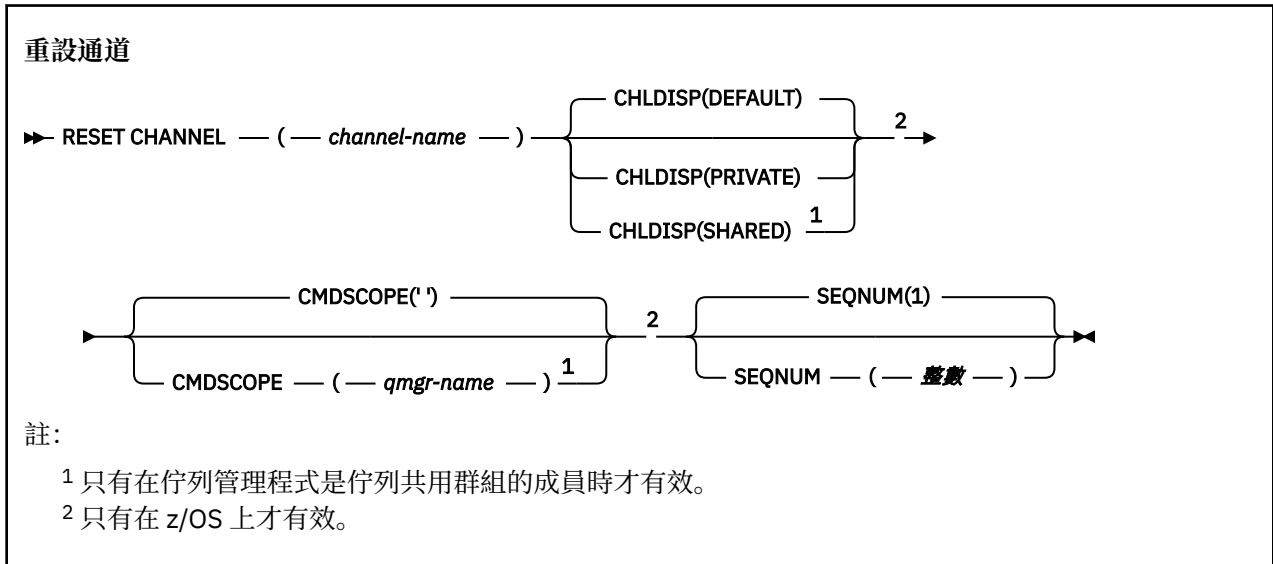 重設通道
CHLDISP(DEFAULT)
RESET CHANNEL ( channel-name ) 2
CHLDISP(PRIVATE)
CHLDISP(SHARED) 1
CMDSCOPE(' ') SEQNUM(1)
2
CMDSCOPE ( qmgr-name ) 1 SEQNUM ( 整數 )
註:
1 只有在佇列管理程式是佇列共用群組的成員時才有效。
2 只有在 z/OS 上才有效。